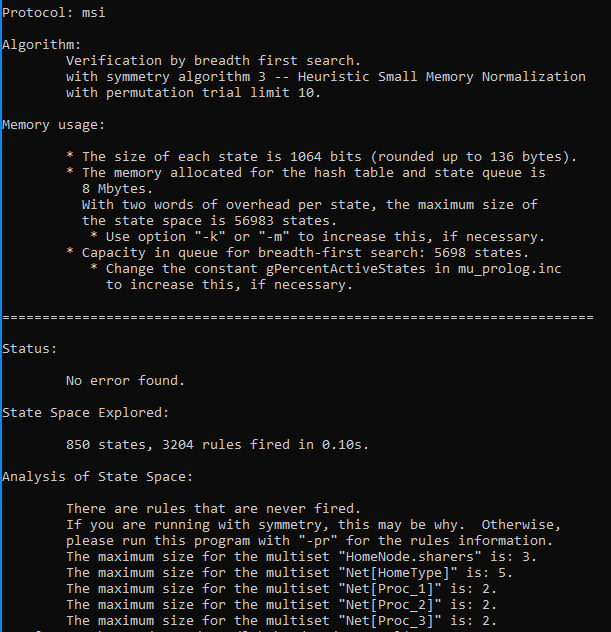 Protocol: msi
Algorithm:
Verification by breadth first search.
with symmetry algorithm 3 -- Heuristic Small Memory Normalization
with permutation trial limit 10.
Memory usage:
* The size of each state is 1064 bits (rounded up to 136 bytes).
* The memory allocated for the hash table and state queue is
8 Mbytes.
With two words of overhead per state, the maximum size of
the state space is 56983 states.
* Use option "-k" or "-m" to increase this, if necessary.
* Capacity in queue for breadth-first search: 5698 states.
* Change the constant gPercentActiveStates in mu_prolog.inc
to increase this, if necessary.
==========================================================================
Status:
No error found.
State Space Explored:
850 states, 3204 rules fired in 0.10s.
Analysis of State Space:
There are rules that are never fired.
If you are running with symmetry, this may be why.  Otherwise,
please run this program with "-pr" for the rules information.
The maximum size for the multiset "HomeNode.sharers" is: 3.
The maximum size for the multiset "Net[HomeType]" is: 5.
The maximum size for the multiset "Net[Proc_1]" is: 2.
The maximum size for the multiset "Net[Proc_2]" is: 2.
The maximum size for the multiset "Net[Proc_3]" is: 2.